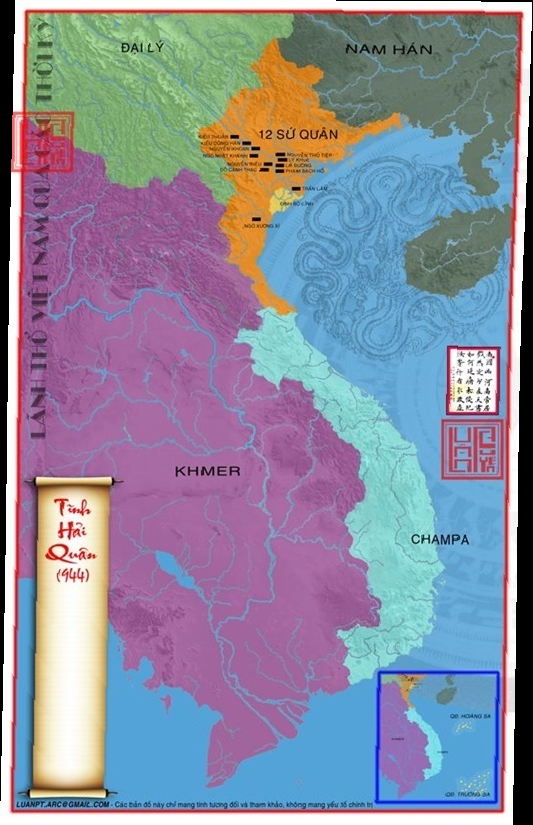 ĐẠI LÝ
NAM HÁN
LÃNH THỔ VIỆT NAM QUA
THỜI KỲ
12 SỨ QUÂN
KIỀU THUẬN
KIỀU CÔNG HÃN
NGUYỄN KHOAN
NGÔ NHẬT KHÁNH
NGUYỄN THỦ TIỆP
LÝ KHUÊ
NGUYỄN SIÊU
LÃ ĐƯỜNG
ĐỖ CẢNH THẠC
PHẠM BẠCH HỔ
TRẦN LÃM
ĐINH BỘ LĨNH
NGÔ XƯƠNG XÍ
KHMER
CHAMPA
Tĩnh
Hải
Quân
(944)
QĐ. HOÀNG SA
QĐ. TRƯỜNG SA
LUANPT.ARC@GMAIL.COM - Các bản đồ này chỉ mang tính tương đối và tham khảo, không mang yếu tố chính trị